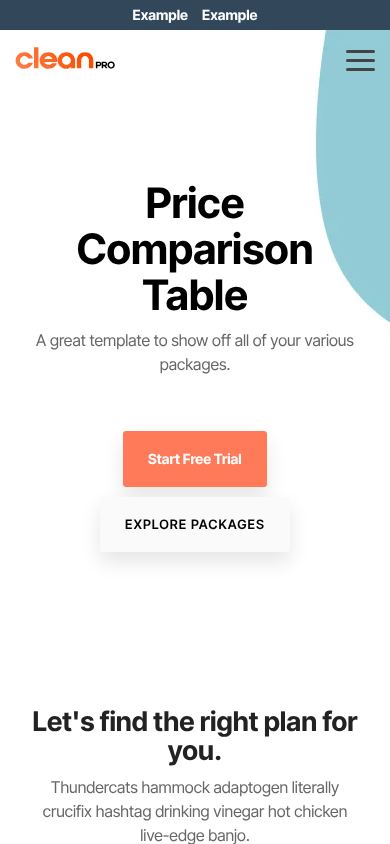 Example Example
clean PRO
Price
Comparison
Table
A great template to show off all of your various
packages.
Start Free Trial
EXPLORE PACKAGES
Let's find the right plan for
you.
Thundercats hammock adaptogen literally
crucifix hashtag drinking vinegar hot chicken
live-edge banjo.